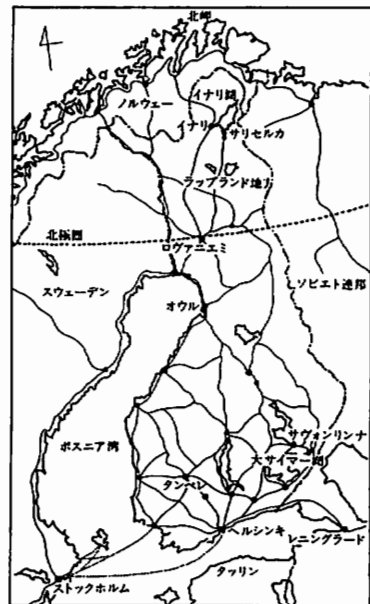 北岬
ノルウェー
イナリ湖
イナリ
サリセルカ
ラップランド地方
北極圏
ロヴァニエミ
スウェーデン
ソビエト連邦
オウル
サヴォンリンナ
ボスニア湾
大サイマー湖
タンペレ
ヘルシンキ
レニングラード
タッリン
ストックホルム